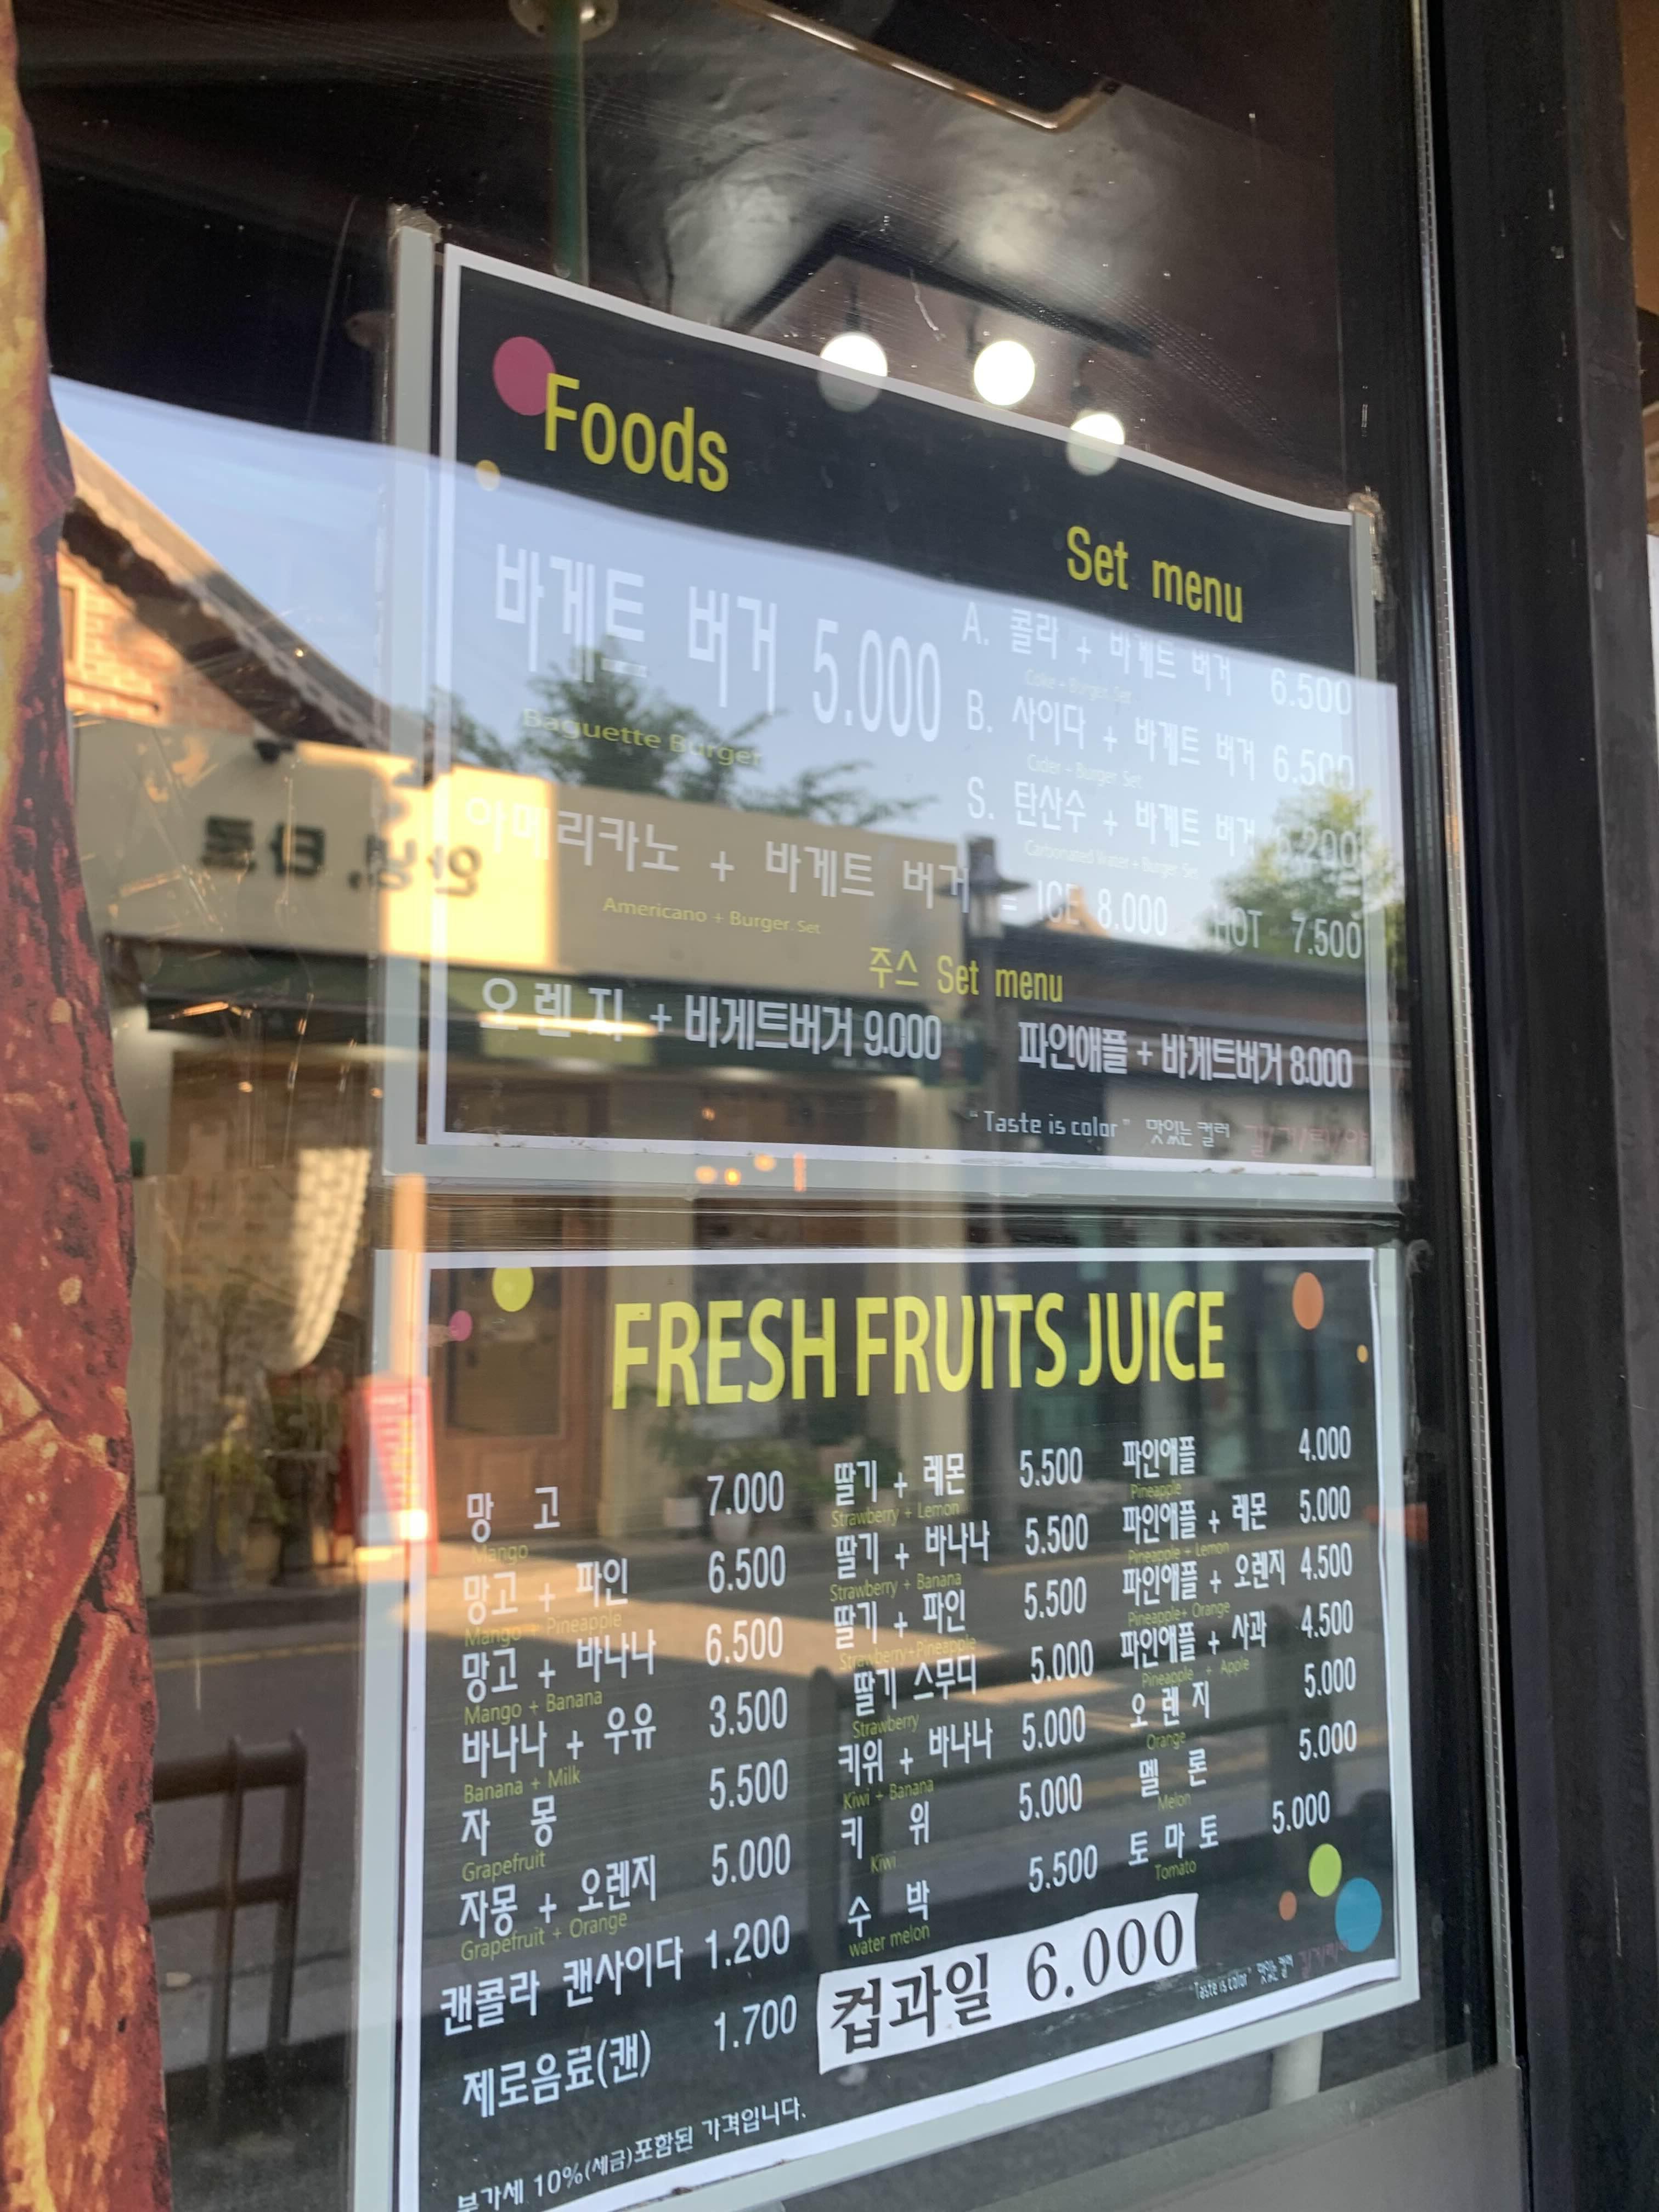 Foods
Set menu
바게트 버거 5.000
Baguette Burger
A. 콜라 + 바게트 버거 6.500
Coke + Burger. Set
B. 사이다 + 바게트 버거 6.500
Cider + Burger. Set
S. 탄산수 + 바게트 버거 6.200
Carbonated Water + Burger. Set
아메리카노 + 바게트 버거 = ICE 8.000 HOT 7.500
Americano + Burger. Set
주스 Set menu
오렌지 + 바게트버거 9.000 파인애플 + 바게트버거 8.000
"Taste is color" 맛있는 컬러
안녕, 타로
FRESH FRUITS JUICE
망 고 7.000
Mango
망고 + 파인 6.500
Mango + Pineapple
망고 + 바나나 6.500
Mango + Banana
바나나 + 우유 3.500
Banana + Milk
자 몽 5.500
Grapefruit
자몽 + 오렌지 5.000
Grapefruit + Orange
캔콜라 캔사이다 1.200
제로음료(캔) 1.700
부가세 10%(세금)포함된 가격입니다.
딸기 + 레몬 5.500
Strawberry + Lemon
딸기 + 바나나 5.500
Strawberry + Banana
딸기 + 파인 5.500
Strawberry+Pineapple
딸기 스무디 5.000
Strawberry
키위 + 바나나 5.000
Kiwi + Banana
키 위 5.000
Kiwi
수 박 5.500
water melon
컵과일 6.000
파인애플 4.000
Pineapple
파인애플 + 레몬 5.000
Pineapple + Lemon
파인애플 + 오렌지 4.500
Pineapple+ Orange
파인애플 + 사과 4.500
Pineapple + Apple
오 렌 지 5.000
Orange
멜 론 5.000
Melon
토 마 토 5.000
Tomato
"Taste is color" 맛있는 컬러